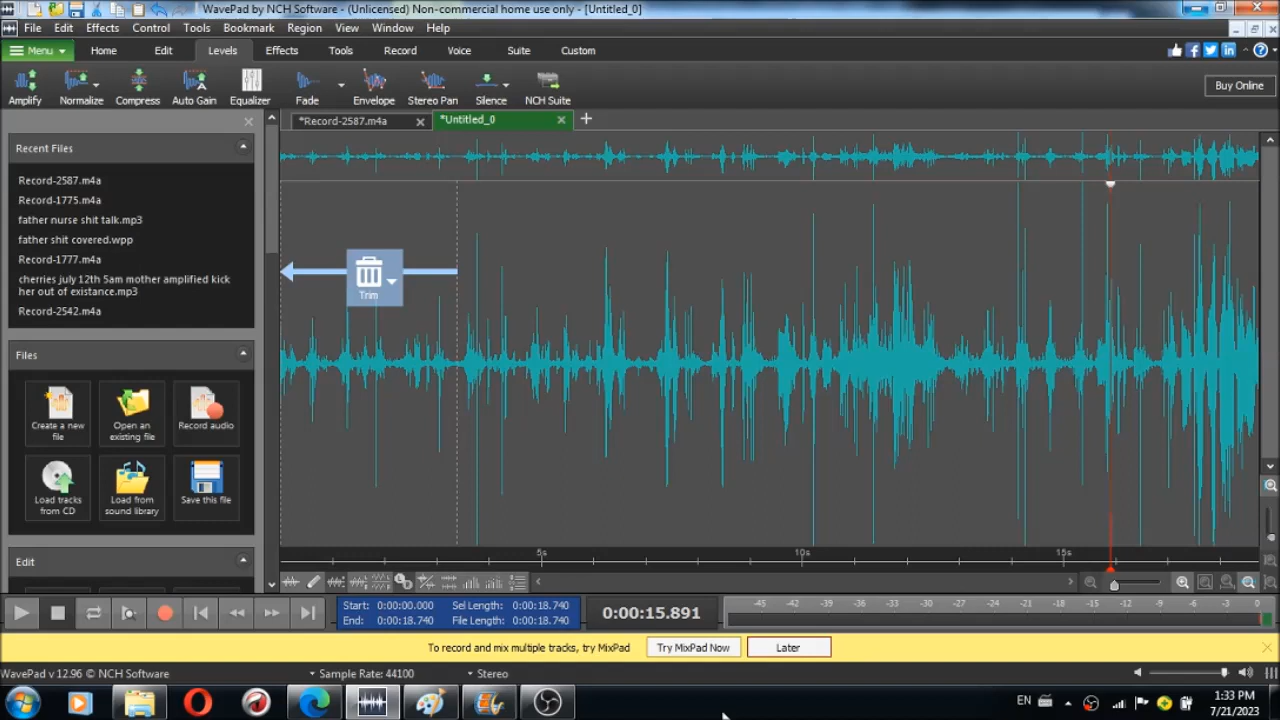 WavePad by NCH Software - (Unlicensed) Non-commercial home use only - [Untitled_0]
File Edit Effects Control Tools Bookmark Region View Window Help
Menu Home Edit Levels Effects Tools Record Voice Suite Custom
Amplify Normalize Compress Auto Gain Equalizer Fade Envelope Stereo Pan Silence NCH Suite Buy Online
*Record-2587.m4a *Untitled_0
Recent Files
Record-2587.m4a
Record-1775.m4a
father nurse shit talk.mp3
father shit covered.wpp
Record-1777.m4a
cherries july 12th 5am mother amplified kick
her out of existance.mp3
Record-2542.m4a
Trim
Files
Create a new
file
Open an
existing file
Record audio
Load tracks
from CD
Load from
sound library
Save this file
Edit
5s 10s 15s
Start: 0:00:00.000 Sel Length: 0:00:18.740
End: 0:00:18.740 File Length: 0:00:18.740
0:00:15.891
-45 -42 -39 -36 -33 -30 -27 -24 -21 -18 -15 -12 -9 -6 -3 0
To record and mix multiple tracks, try MixPad Try MixPad Now Later
WavePad v 12.96 © NCH Software Sample Rate: 44100 Stereo
EN 1:33 PM
7/21/2023